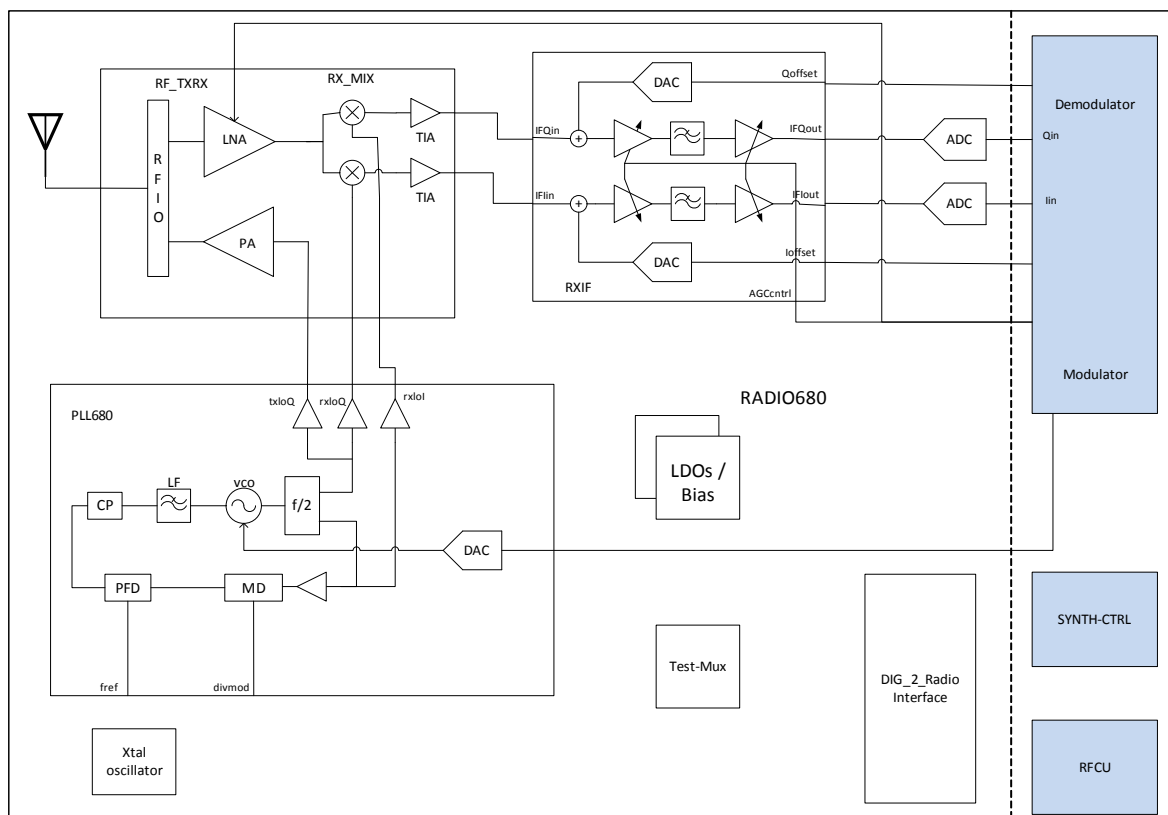 RF_TXRX
RX_MIX
RFIO
LNA
PA
TIA
TIA
DAC
Qoffset
IFQin
+
IFQout
ADC
Qin
IFIin
+
IFIout
ADC
Iin
DAC
Ioffset
RXIF
AGCcntrl
Demodulator
Modulator
PLL680
txloQ
rxloQ
rxloI
RADIO680
LDOs /
Bias
LF
vco
CP
f/2
DAC
PFD
MD
fref
divmod
Test-Mux
DIG_2_Radio
Interface
SYNTH-CTRL
RFCU
Xtal
oscillator